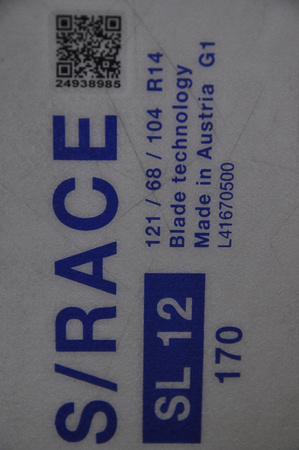 24938985
S/RACE
SL 12
121 / 68 / 104 R14
Blade technology
Made in Austria G1
L41670500
170